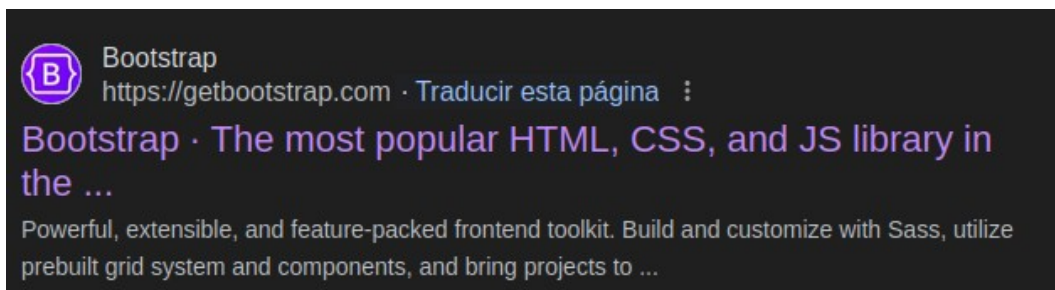 B
Bootstrap
https://getbootstrap.com · Traducir esta página
Bootstrap · The most popular HTML, CSS, and JS library in
the ...
Powerful, extensible, and feature-packed frontend toolkit. Build and customize with Sass, utilize
prebuilt grid system and components, and bring projects to ...